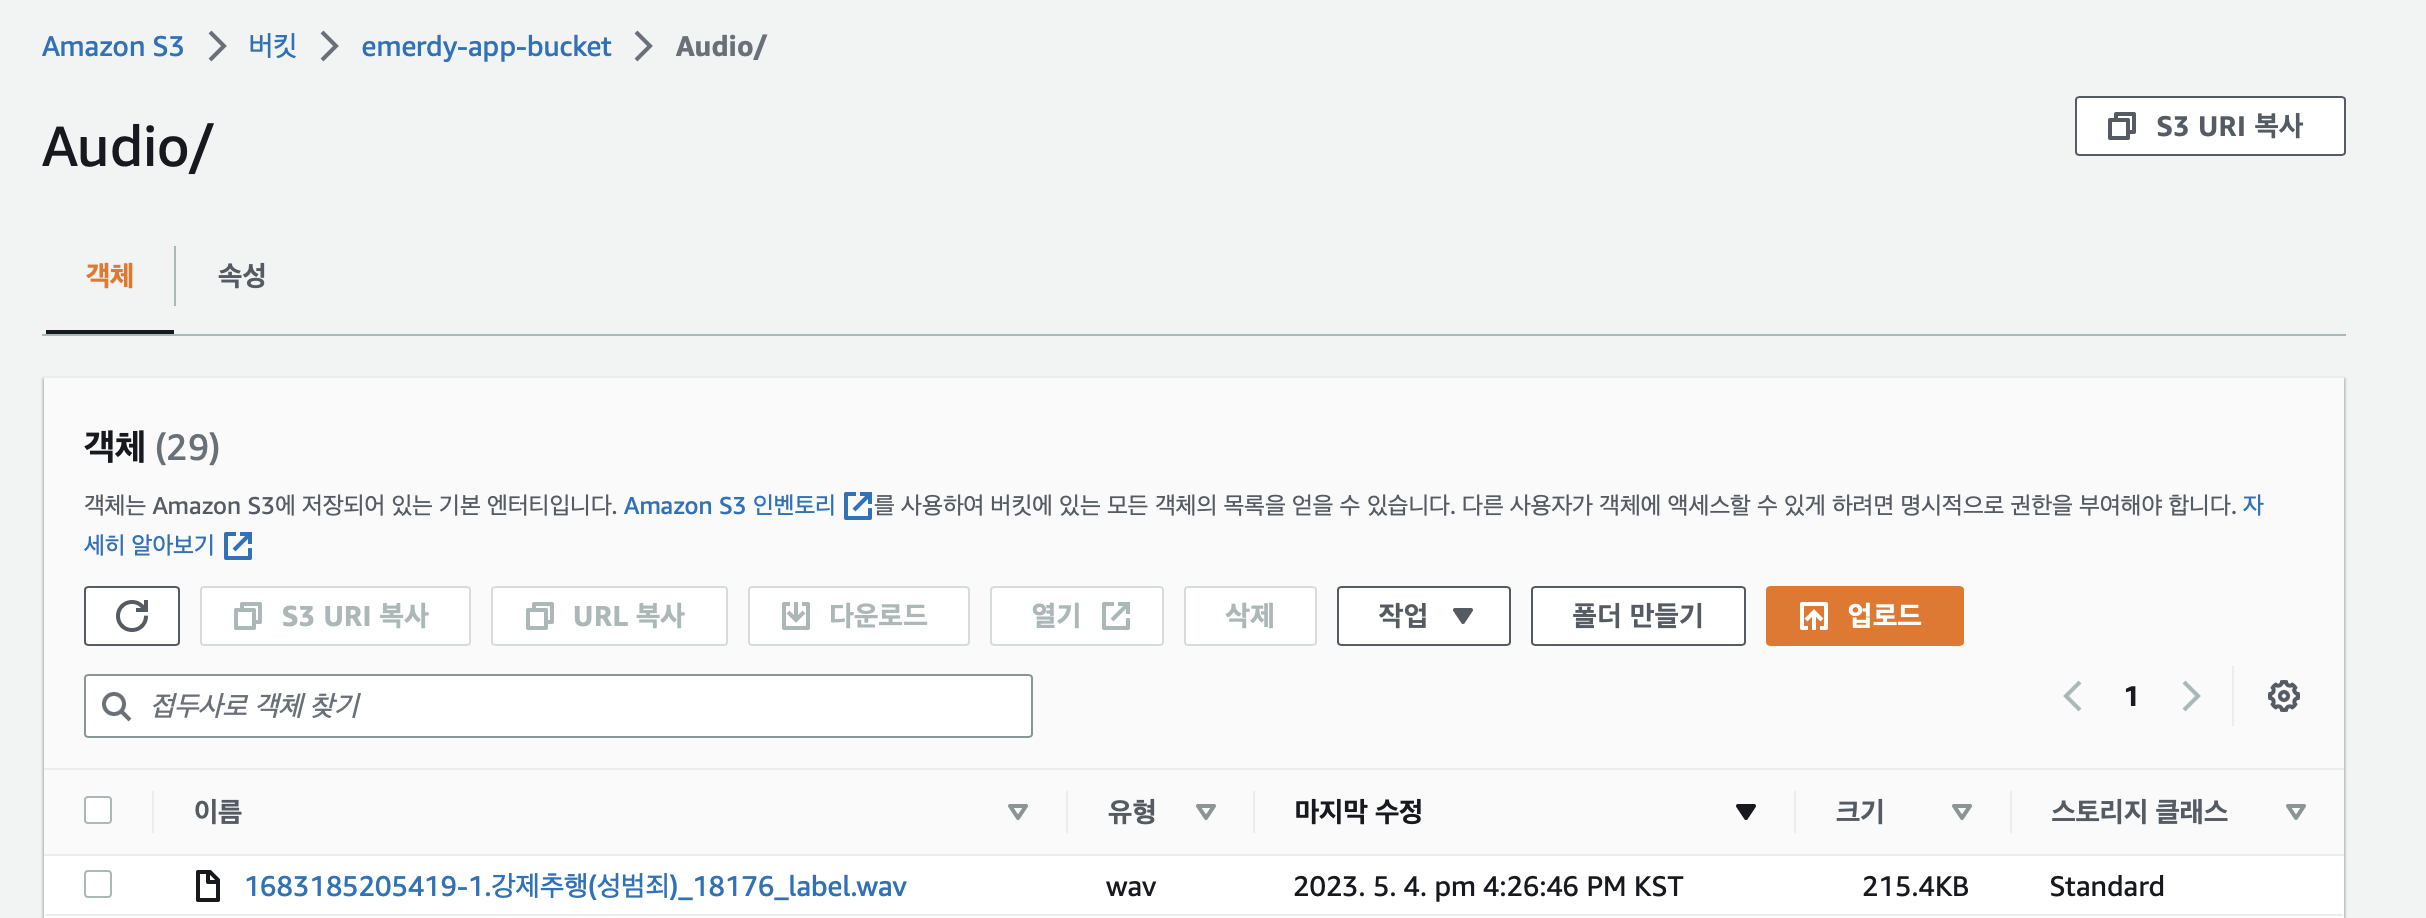 Amazon S3 > 버킷 > emerdy-app-bucket > Audio/
Audio/
S3 URI 복사
객체
속성
객체 (29)
객체는 Amazon S3에 저장되어 있는 기본 엔터티입니다. Amazon S3 인벤토리를 사용하여 버킷에 있는 모든 객체의 목록을 얻을 수 있습니다. 다른 사용자가 객체에 액세스할 수 있게 하려면 명시적으로 권한을 부여해야 합니다. 자
세히 알아보기
S3 URI 복사 URL 복사 다운로드 열기 삭제 작업 폴더 만들기 업로드
접두사로 객체 찾기
1
이름 유형 마지막 수정 크기 스토리지 클래스
1683185205419-1.강제추행(성범죄)_18176_label.wav wav 2023. 5. 4. pm 4:26:46 PM KST 215.4KB Standard